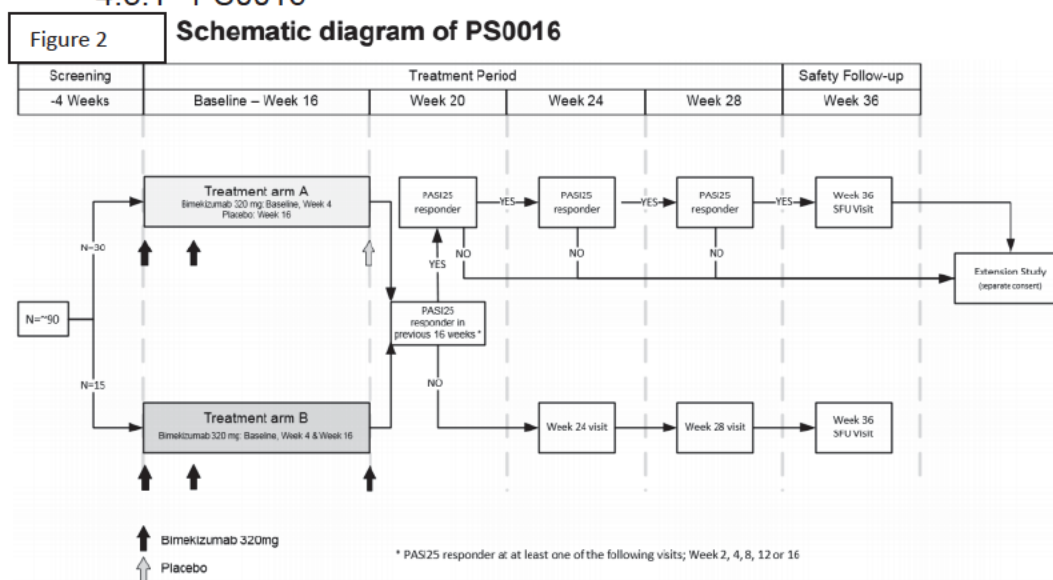 4.6.1 PS0016
Figure 2
Schematic diagram of PS0016
Screening
Treatment Period
Safety Follow-up
-4 Weeks
Baseline – Week 16
Week 20
Week 24
Week 28
Week 36
Treatment arm A
Bimekizumab 320 mg: Baseline, Week 4
Placebo: Week 16
PASI25
responder
YES
PASI25
responder
YES
PASI25
responder
YES
Week 36
SFU Visit
N=30
YES
NO
NO
NO
Extension Study
(separate consent)
N=~90
PASI25
responder in
previous 16 weeks *
N=15
NO
Treatment arm B
Bimekizumab 320 mg: Baseline, Week 4 & Week 16
Week 24 visit
Week 28 visit
Week 36
SFU Visit
Bimekizumab 320mg
Placebo
* PASI25 responder at at least one of the following visits; Week 2, 4, 8, 12 or 16